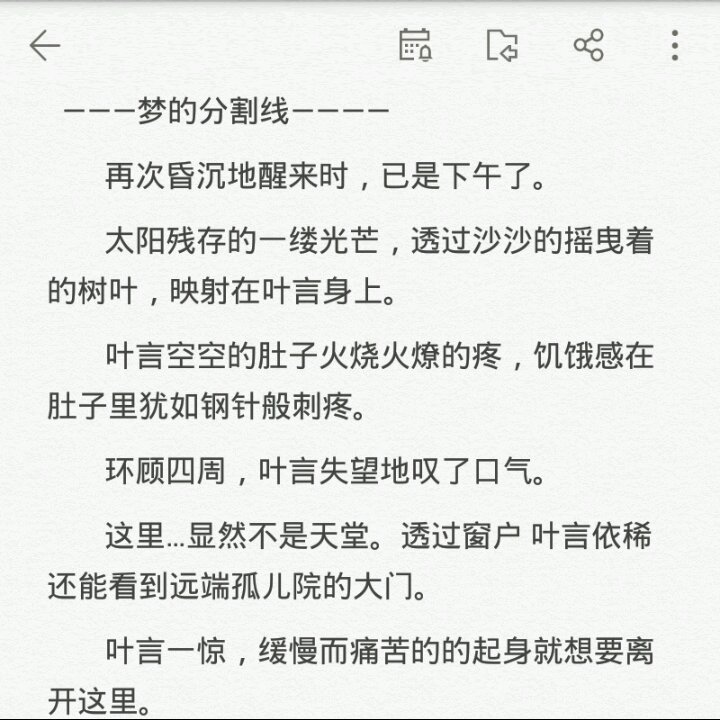 ———梦的分割线————
再次昏沉地醒来时，已是下午了。
太阳残存的一缕光芒，透过沙沙的摇曳着
的树叶，映射在叶言身上。
叶言空空的肚子火烧火燎的疼，饥饿感在
肚子里犹如钢针般刺疼。
环顾四周，叶言失望地叹了口气。
这里...显然不是天堂。透过窗户 叶言依稀
还能看到远端孤儿院的大门。
叶言一惊，缓慢而痛苦的的起身就想要离
开这里。